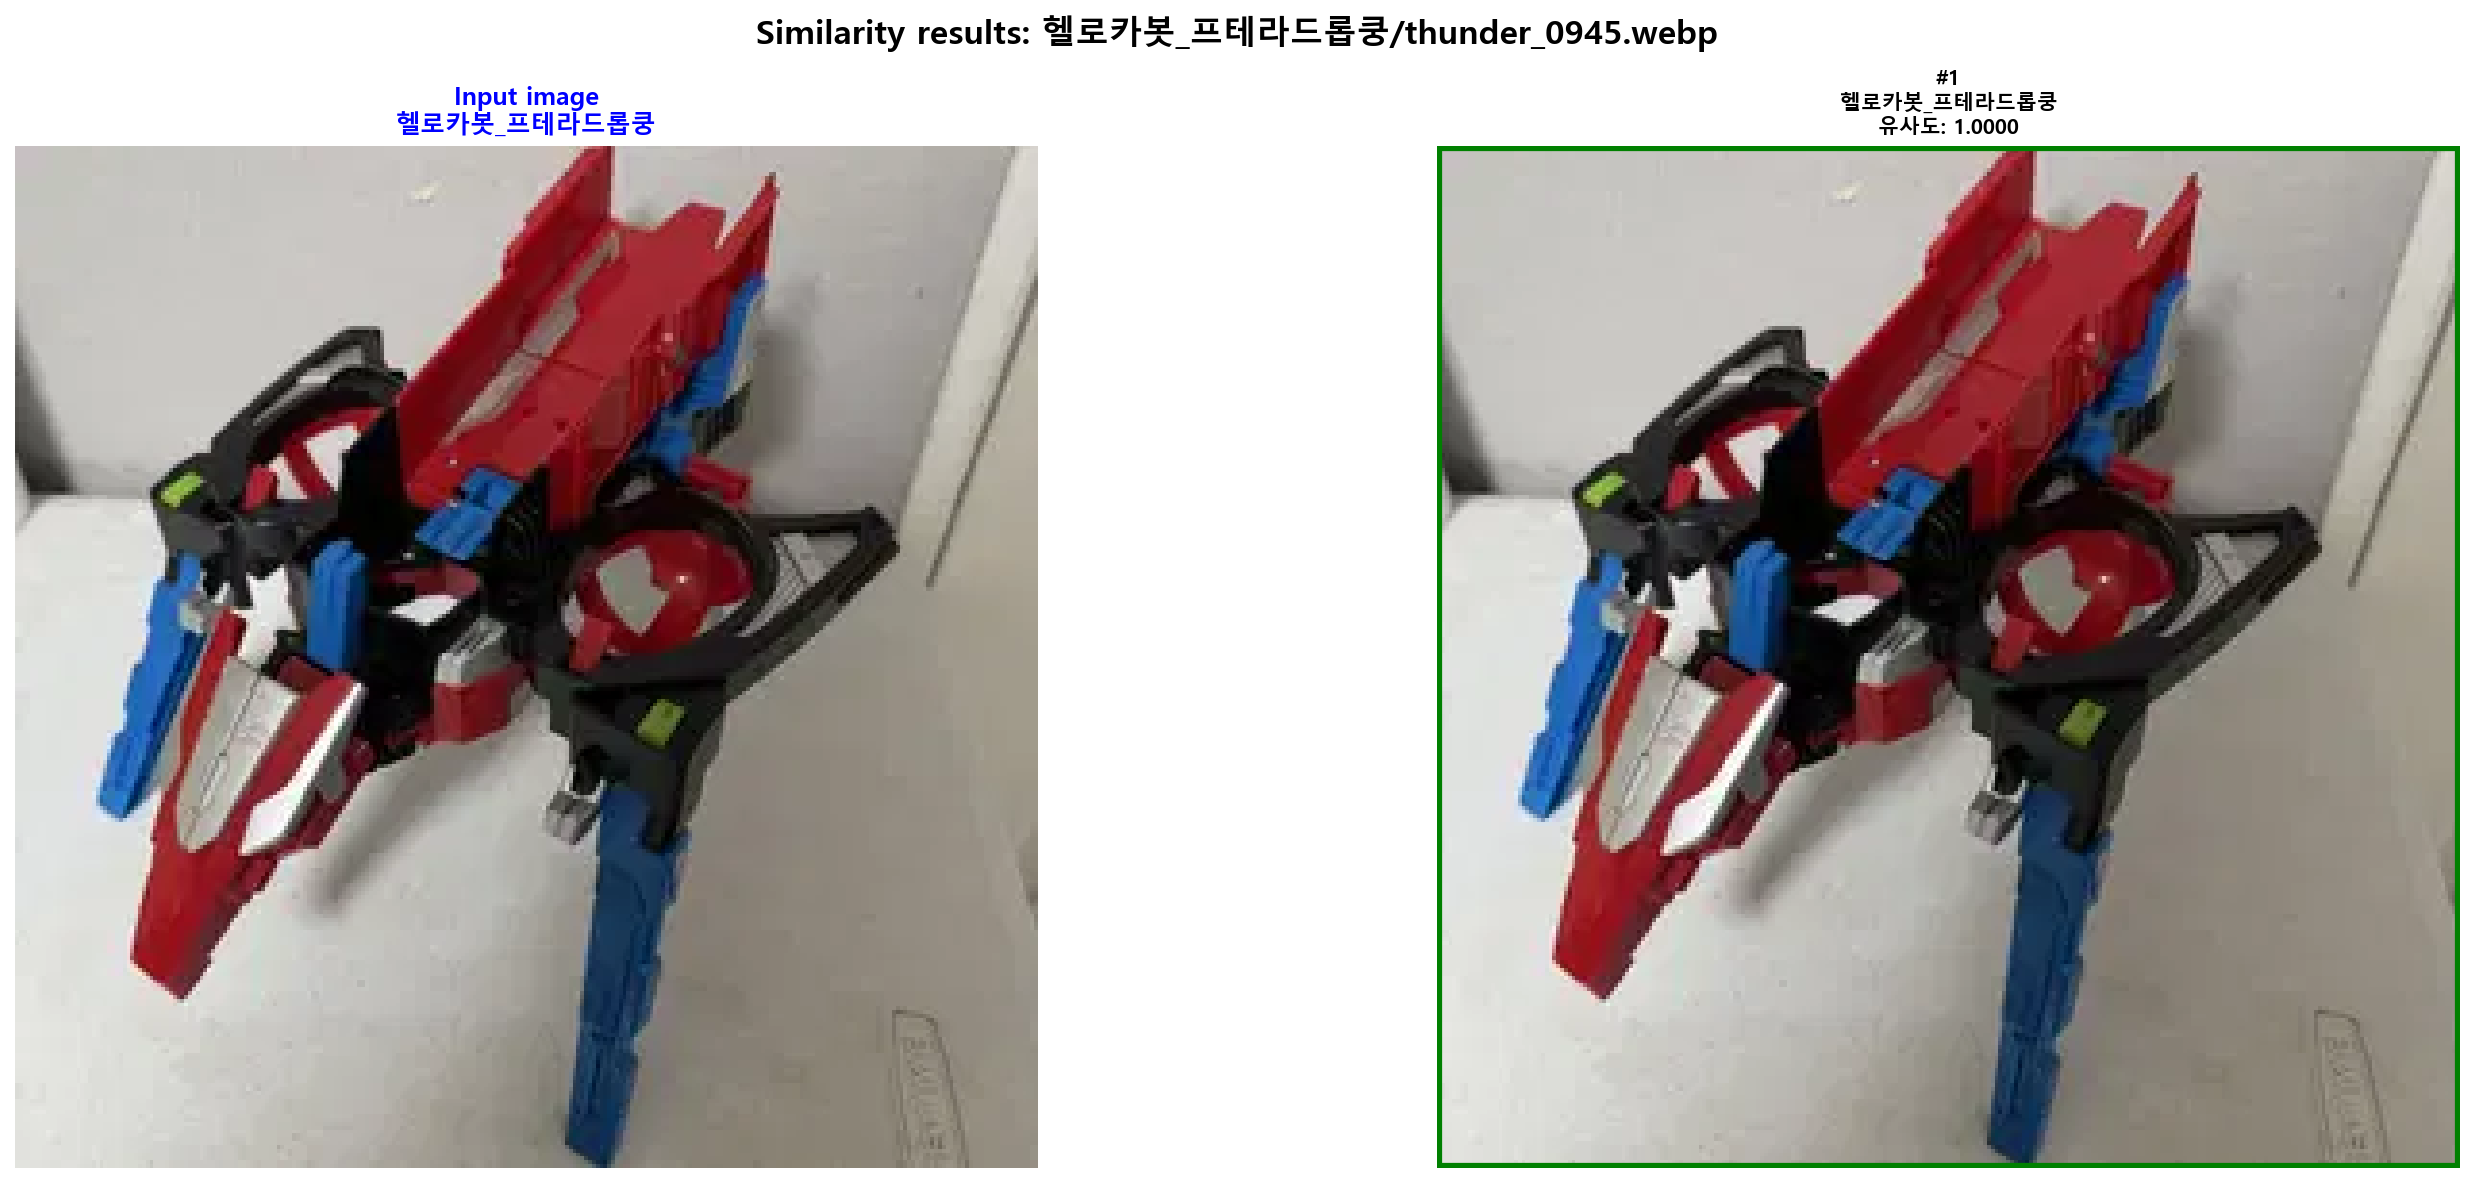 Similarity results: 헬로카봇_프테라드롭쿵/thunder_0945.webp
Input image
헬로카봇_프테라드롭쿵
#1
헬로카봇_프테라드롭쿵
유사도: 1.0000